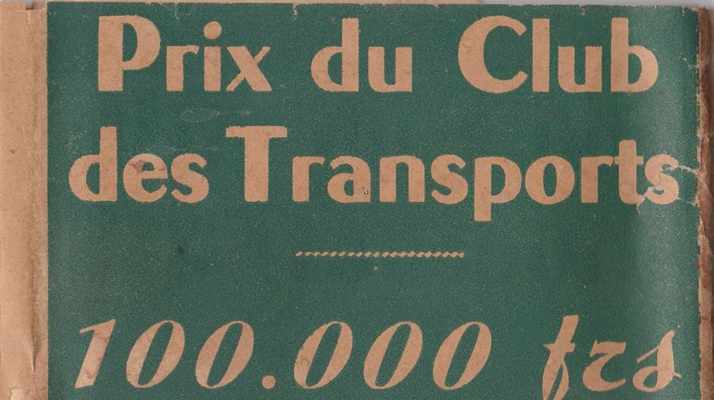 Prix du Club
des Transports
100.000 frs